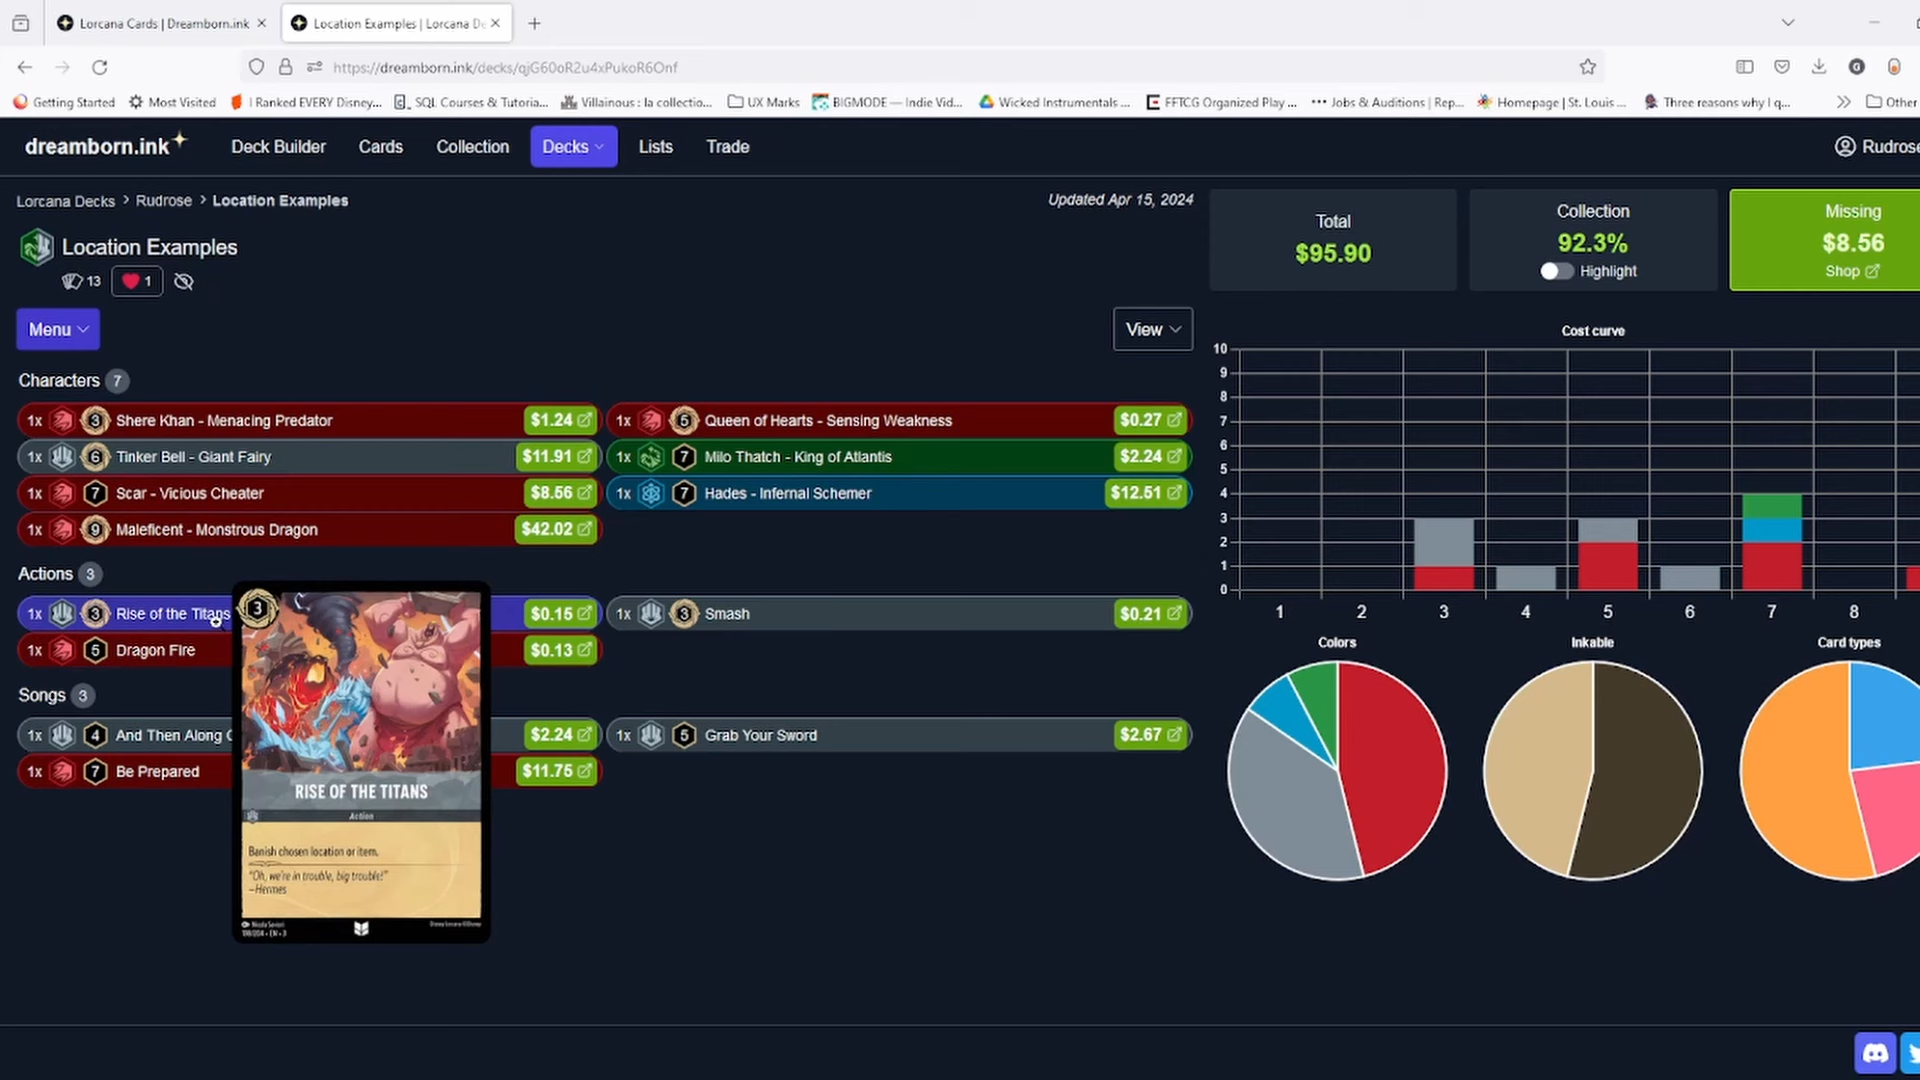 Lorcana Cards | Dreamborn.ink
Location Examples | Lorcana De
https://dreamborn.ink/decks/qjG60oR2u4xPukoR6Onf
Getting Started
Most Visited
I Ranked EVERY Disney...
SQL Courses & Tutoria...
Villainous : la collectio...
UX Marks
BIGMODE — Indie Vid...
Wicked Instrumentals ...
FFTCG Organized Play ...
Jobs & Auditions | Rep...
Homepage | St. Louis ...
Three reasons why I q...
Other
dreamborn.ink
Deck Builder
Cards
Collection
Decks
Lists
Trade
Rudrose
Lorcana Decks > Rudrose > Location Examples
Updated Apr 15, 2024
Location Examples
13
1
Total
$95.90
Collection
92.3%
Highlight
Missing
$8.56
Shop
Menu
View
Characters 7
1x 3 Shere Khan - Menacing Predator $1.24
1x 5 Queen of Hearts - Sensing Weakness $0.27
1x 6 Tinker Bell - Giant Fairy $11.91
1x 7 Milo Thatch - King of Atlantis $2.24
1x 7 Scar - Vicious Cheater $8.56
1x 7 Hades - Infernal Schemer $12.51
1x 9 Maleficent - Monstrous Dragon $42.02
Actions 3
1x 3 Rise of the Titans $0.15
1x 3 Smash $0.21
1x 5 Dragon Fire $0.13
Songs 3
1x 4 And Then Along $2.24
1x 5 Grab Your Sword $2.67
1x 7 Be Prepared $11.75
3
RISE OF THE TITANS
Action
Banish chosen location or item.
"Oh, we're in trouble, big trouble!"
–Hermes
Cost curve
10
9
8
7
6
5
4
3
2
1
0
1 2 3 4 5 6 7 8
Colors
Inkable
Card types